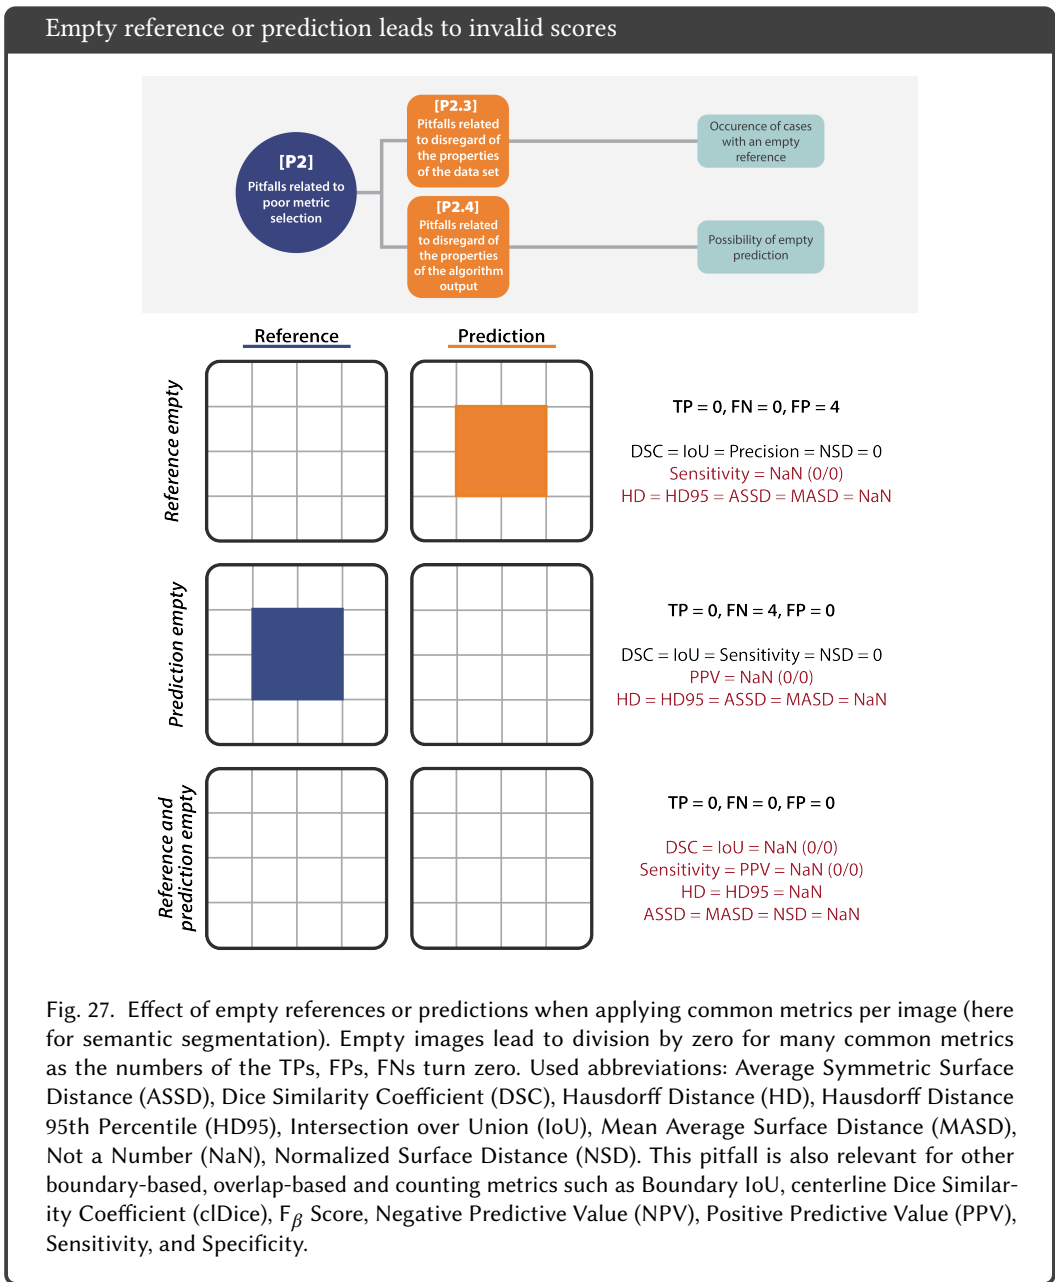 Empty reference or prediction leads to invalid scores
[P2]
Pitfalls related to
poor metric
selection
[P2.3]
Pitfalls related
to disregard of
the properties
of the data set
Occurence of cases
with an empty
reference
[P2.4]
Pitfalls related
to disregard of
the properties
of the algorithm
output
Possibility of empty
prediction
Reference
Prediction
Reference empty
TP = 0, FN = 0, FP = 4
DSC = IoU = Precision = NSD = 0
Sensitivity = NaN (0/0)
HD = HD95 = ASSD = MASD = NaN
Prediction empty
TP = 0, FN = 4, FP = 0
DSC = IoU = Sensitivity = NSD = 0
PPV = NaN (0/0)
HD = HD95 = ASSD = MASD = NaN
Reference and
prediction empty
TP = 0, FN = 0, FP = 0
DSC = IoU = NaN (0/0)
Sensitivity = PPV = NaN (0/0)
HD = HD95 = NaN
ASSD = MASD = NSD = NaN
Fig. 27. Effect of empty references or predictions when applying common metrics per image (here
for semantic segmentation). Empty images lead to division by zero for many common metrics
as the numbers of the TPs, FPs, FNs turn zero. Used abbreviations: Average Symmetric Surface
Distance (ASSD), Dice Similarity Coefficient (DSC), Hausdorff Distance (HD), Hausdorff Distance
95th Percentile (HD95), Intersection over Union (IoU), Mean Average Surface Distance (MASD),
Not a Number (NaN), Normalized Surface Distance (NSD). This pitfall is also relevant for other
boundary-based, overlap-based and counting metrics such as Boundary IoU, centerline Dice Similar-
ity Coefficient (clDice), Fβ Score, Negative Predictive Value (NPV), Positive Predictive Value (PPV),
Sensitivity, and Specificity.